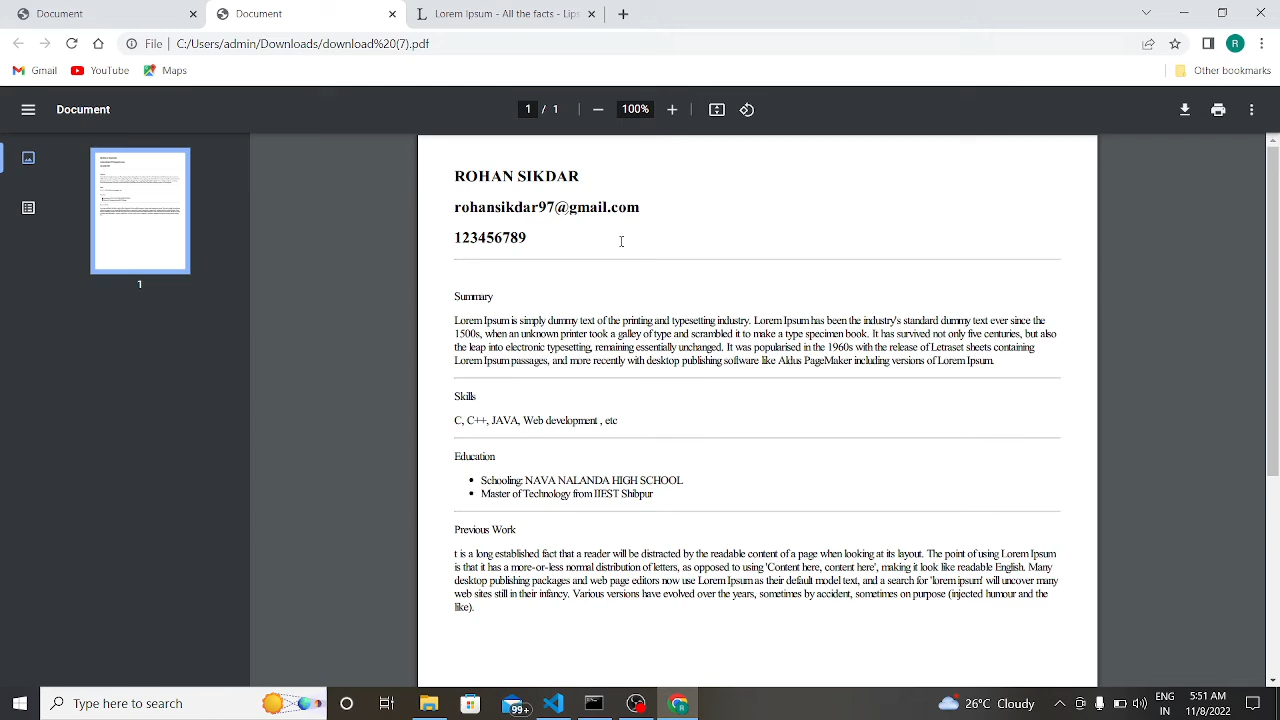 Document
Document
Lorem Ipsum - All the facts - Lips
File
C:/Users/admin/Downloads/download%20(7).pdf
R
Gmail
YouTube
Maps
Other bookmarks
Document
1 / 1
100%
1
ROHAN SIKDAR
rohansikdar97@gmail.com
123456789
Summary
Lorem Ipsum is simply dummy text of the printing and typesetting industry. Lorem Ipsum has been the industry's standard dummy text ever since the
1500s, when an unknown printer took a galley of type and scrambled it to make a type specimen book. It has survived not only five centuries, but also
the leap into electronic typesetting, remaining essentially unchanged. It was popularised in the 1960s with the release of Letraset sheets containing
Lorem Ipsum passages, and more recently with desktop publishing software like Aldus PageMaker including versions of Lorem Ipsum.
Skills
C, C++, JAVA, Web development , etc
Education
Schooling: NAVA NALANDA HIGH SCHOOL
Master of Technology from IIEST Shibpur
Previous Work
t is a long established fact that a reader will be distracted by the readable content of a page when looking at its layout. The point of using Lorem Ipsum
is that it has a more-or-less normal distribution of letters, as opposed to using 'Content here, content here', making it look like readable English. Many
desktop publishing packages and web page editors now use Lorem Ipsum as their default model text, and a search for 'lorem ipsum' will uncover many
web sites still in their infancy. Various versions have evolved over the years, sometimes by accident, sometimes on purpose (injected humour and the
like).
Type here to search
99+
R
26°C Cloudy
ENG
IN
5:51 AM
11/8/2022